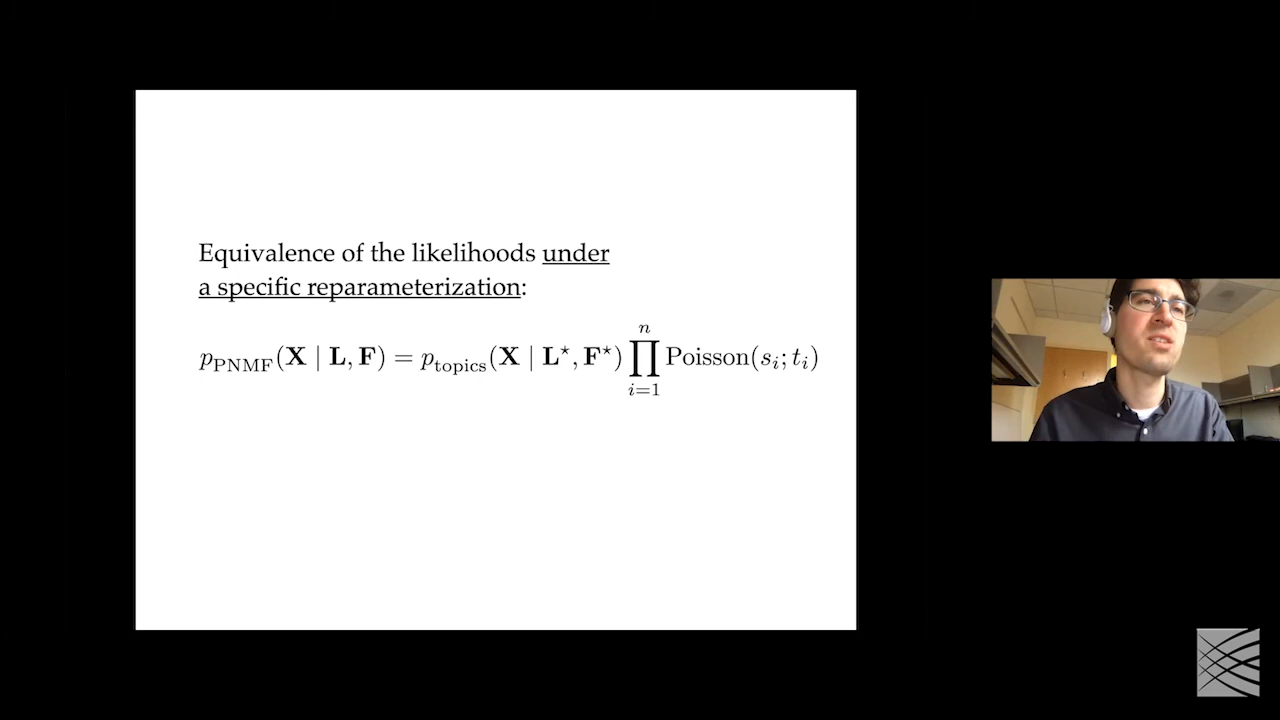 Equivalence of the likelihoods under
a specific reparameterization:
p_PNMF(X | L, F) = p_topics(X | L⋆, F⋆) ∏_{i=1}^{n} Poisson(s_i; t_i)